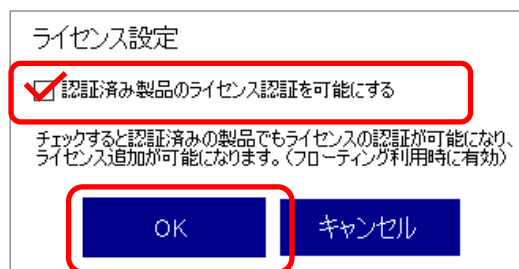 ライセンス設定
認証済み製品のライセンス認証を可能にする
チェックすると認証済みの製品でもライセンスの認証が可能になり、
ライセンス追加が可能になります。（フローティング利用時に有効）
OK
キャンセル